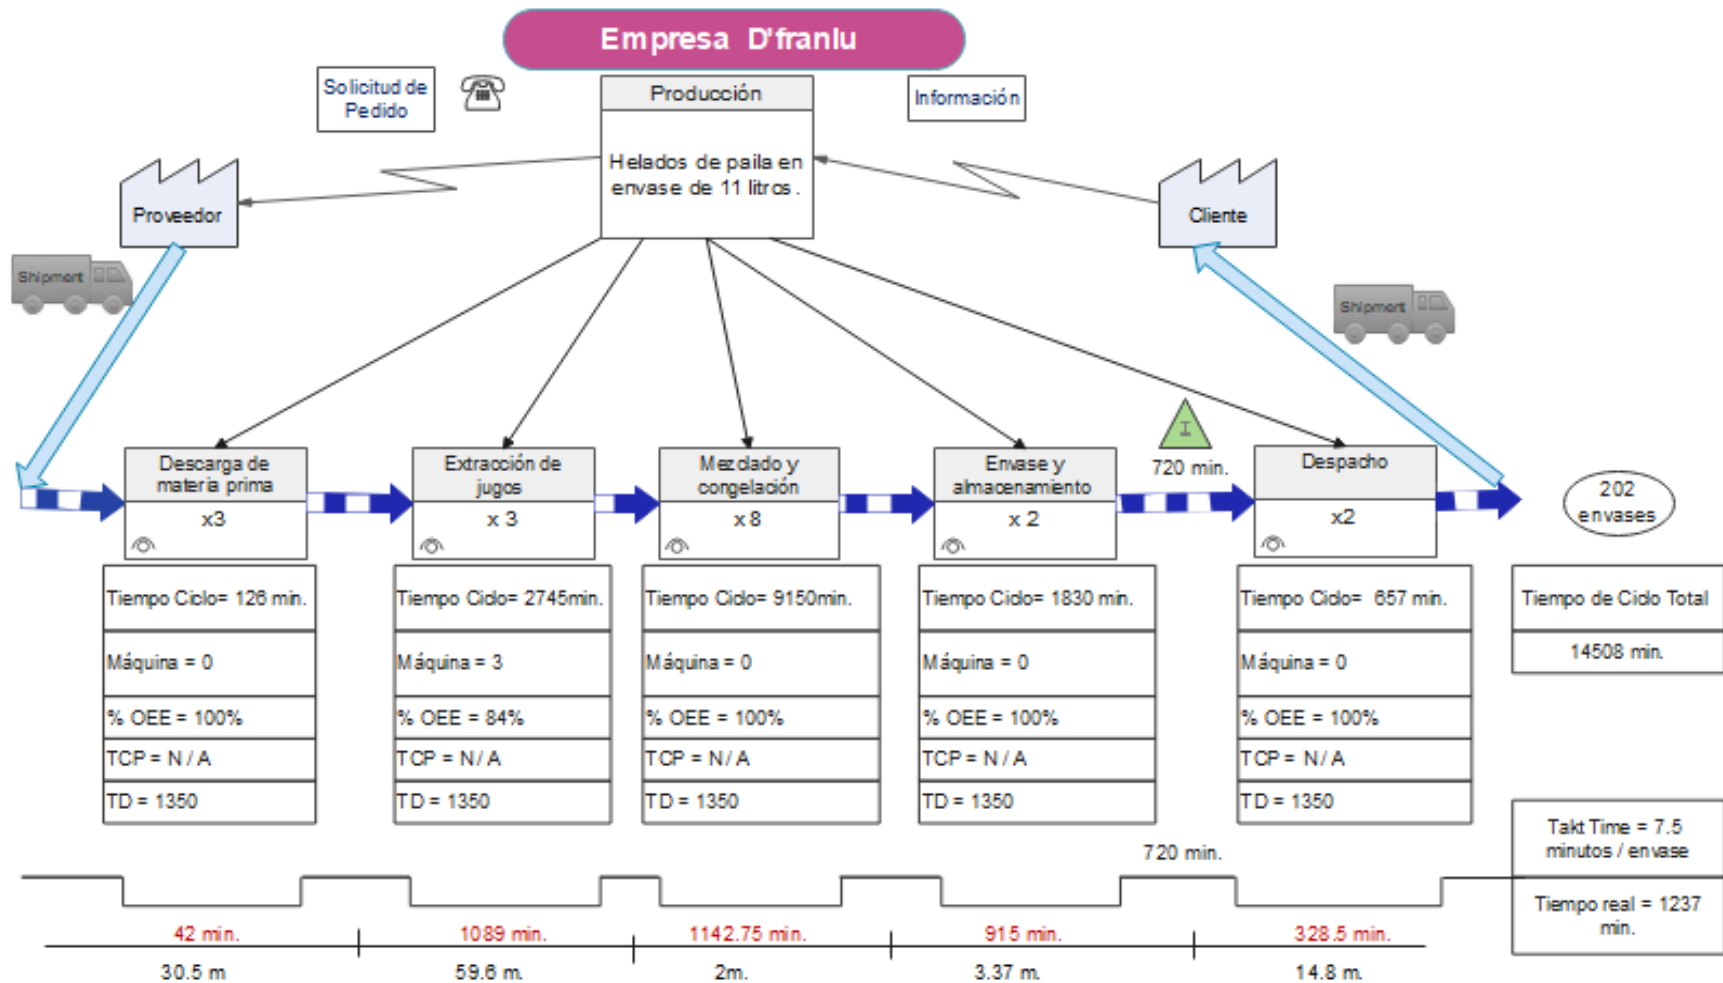 Empresa D'franlu
Solicitud de
Pedido
Producción
Información
Helados de paila en
envase de 11 litros.
Proveedor
Cliente
Shipment
Shipment
720 min.
Descarga de
materia prima
x3
Extracción de
jugos
x 3
Mezclado y
congelación
x 8
Envase y
almacenamiento
x 2
I
Despacho
x2
202
envases
Tiempo Ciclo= 126 min.
Máquina = 0
% OEE = 100%
TCP = N / A
TD = 1350
Tiempo Ciclo= 2745min.
Máquina = 3
% OEE = 84%
TCP = N / A
TD = 1350
Tiempo Ciclo= 9150min.
Máquina = 0
% OEE = 100%
TCP = N / A
TD = 1350
Tiempo Ciclo= 1830 min.
Máquina = 0
% OEE = 100%
TCP = N / A
TD = 1350
Tiempo Ciclo= 657 min.
Máquina = 0
% OEE = 100%
TCP = N / A
TD = 1350
Tiempo de Ciclo Total
14508 min.
Takt Time = 7.5
minutos / envase
Tiempo real = 1237
min.
720 min.
42 min.
1089 min.
1142.75 min.
915 min.
328.5 min.
30.5 m
59.6 m.
2m.
3.37 m.
14.8 m.